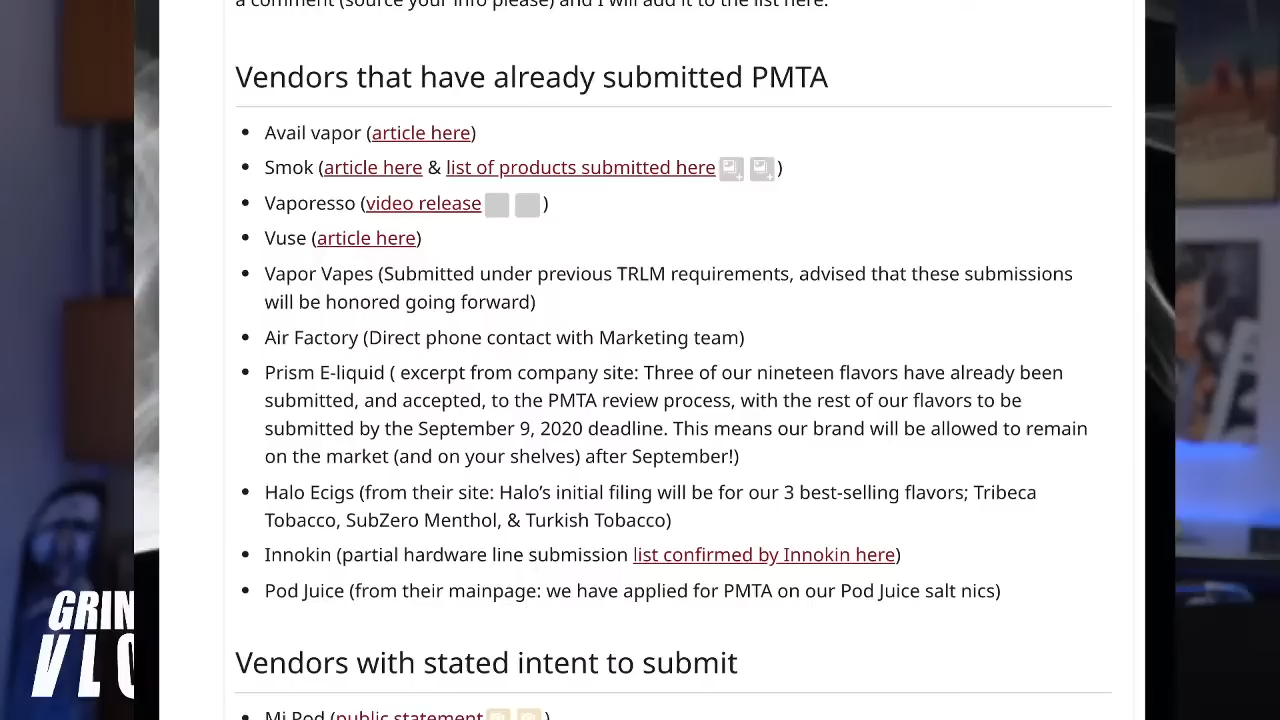 a comment (source your info please) and I will add it to the list here.
Vendors that have already submitted PMTA
Avail vapor (article here)
Smok (article here & list of products submitted here )
Vaporesso (video release )
Vuse (article here)
Vapor Vapes (Submitted under previous TRLM requirements, advised that these submissions
will be honored going forward)
Air Factory (Direct phone contact with Marketing team)
Prism E-liquid ( excerpt from company site: Three of our nineteen flavors have already been
submitted, and accepted, to the PMTA review process, with the rest of our flavors to be
submitted by the September 9, 2020 deadline. This means our brand will be allowed to remain
on the market (and on your shelves) after September!)
Halo Ecigs (from their site: Halo’s initial filing will be for our 3 best-selling flavors; Tribeca
Tobacco, SubZero Menthol, & Turkish Tobacco)
Innokin (partial hardware line submission list confirmed by Innokin here)
Pod Juice (from their mainpage: we have applied for PMTA on our Pod Juice salt nics)
Vendors with stated intent to submit
Mi Pod (public statement )
GRIN
VLO